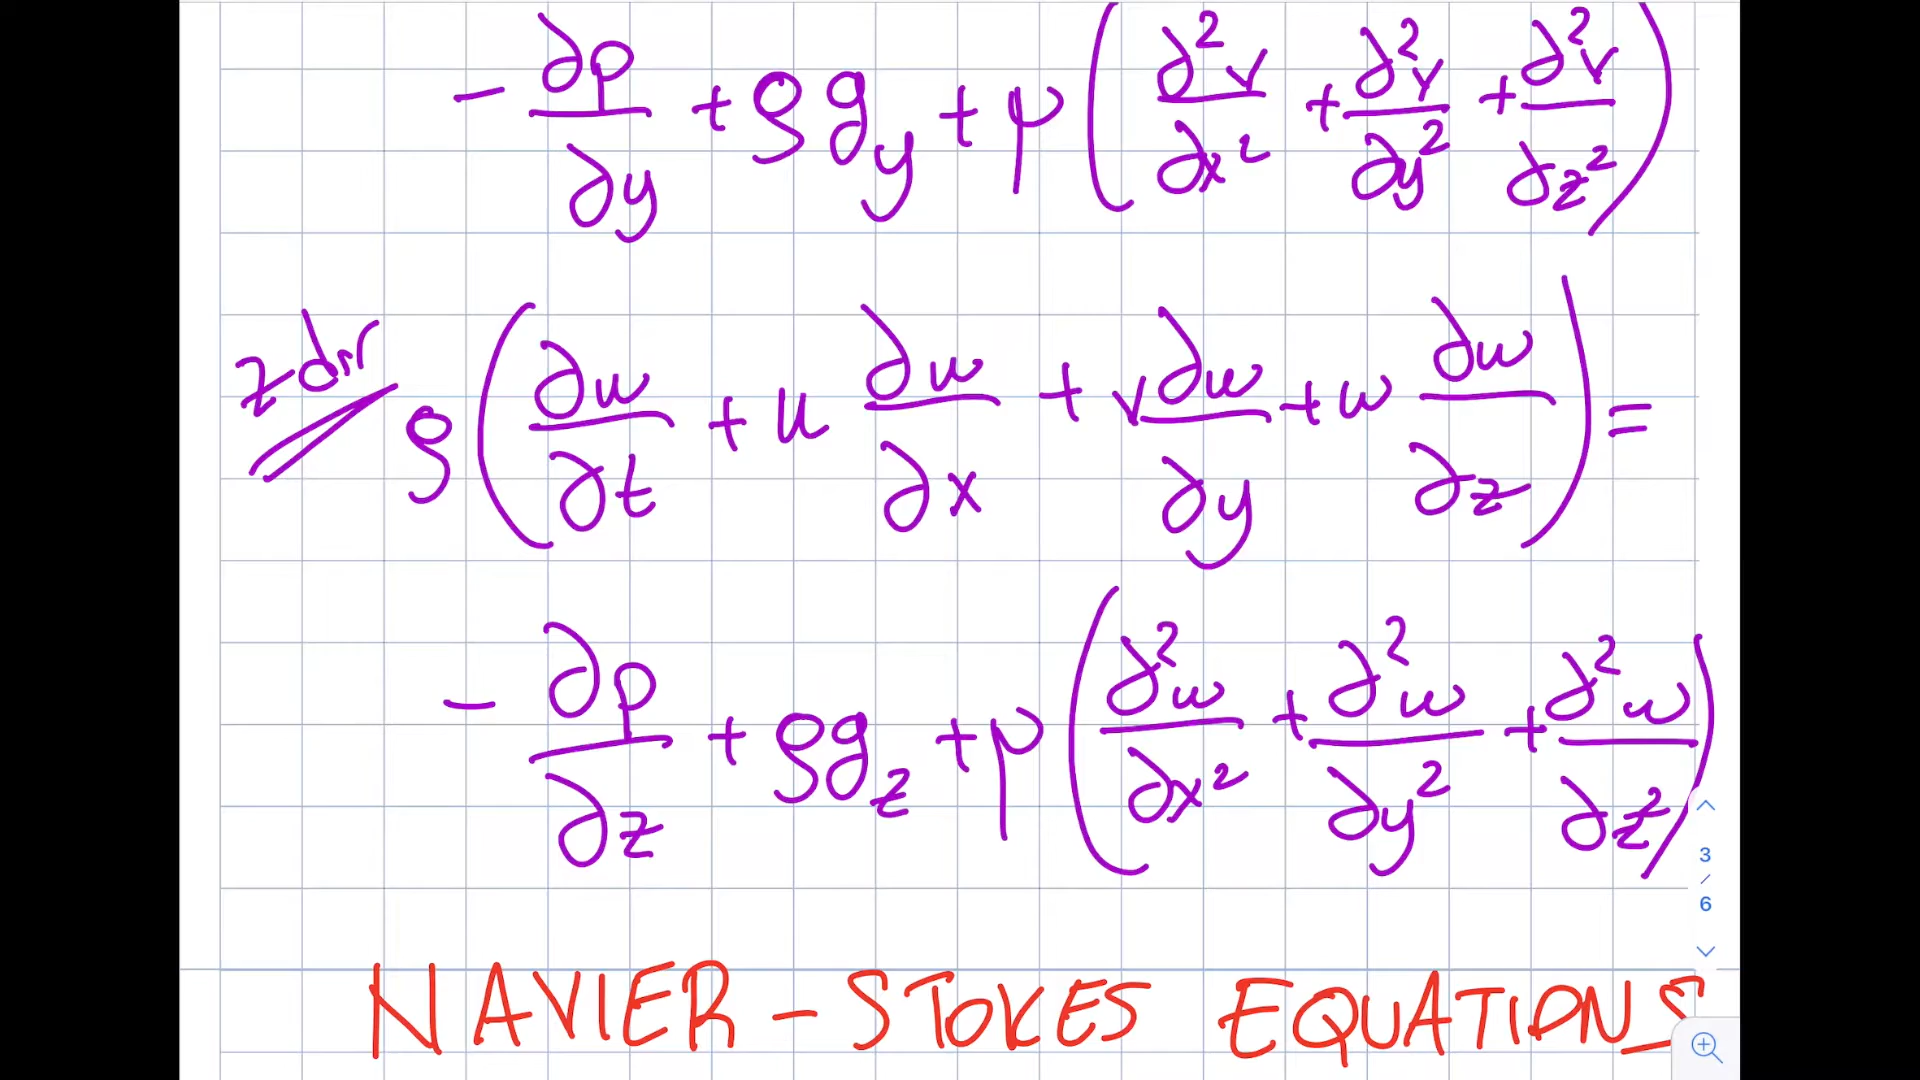 - ∂p/∂y + ρg_y + μ(∂²v/∂x² + ∂²v/∂y² + ∂²v/∂z²)
z dir ρ(∂w/∂t + u ∂w/∂x + v ∂w/∂y + w ∂w/∂z) =
- ∂p/∂z + ρg_z + μ(∂²w/∂x² + ∂²w/∂y² + ∂²w/∂z²)
3
/
6
NAVIER-STOKES EQUATIONS